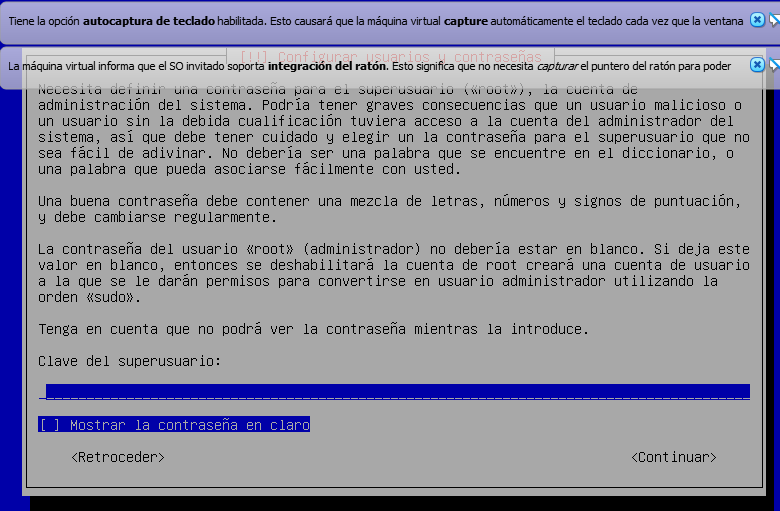 Tiene la opción autocaptura de teclado habilitada. Esto causará que la máquina virtual capture automáticamente el teclado cada vez que la ventana
[!!] Configurar usuarios y contraseñas
La máquina virtual informa que el SO invitado soporta integración del ratón. Esto significa que no necesita capturar el puntero del ratón para poder
Necesita definir una contraseña para el superusuario («root»), la cuenta de
administración del sistema. Podría tener graves consecuencias que un usuario malicioso o
un usuario sin la debida cualificación tuviera acceso a la cuenta del administrador del
sistema, así que debe tener cuidado y elegir un la contraseña para el superusuario que no
sea fácil de adivinar. No debería ser una palabra que se encuentre en el diccionario, o
una palabra que pueda asociarse fácilmente con usted.
Una buena contraseña debe contener una mezcla de letras, números y signos de puntuación,
y debe cambiarse regularmente.
La contraseña del usuario «root» (administrador) no debería estar en blanco. Si deja este
valor en blanco, entonces se deshabilitará la cuenta de root creará una cuenta de usuario
a la que se le darán permisos para convertirse en usuario administrador utilizando la
orden «sudo».
Tenga en cuenta que no podrá ver la contraseña mientras la introduce.
Clave del superusuario:
[ ] Mostrar la contraseña en claro
<Retroceder> <Continuar>